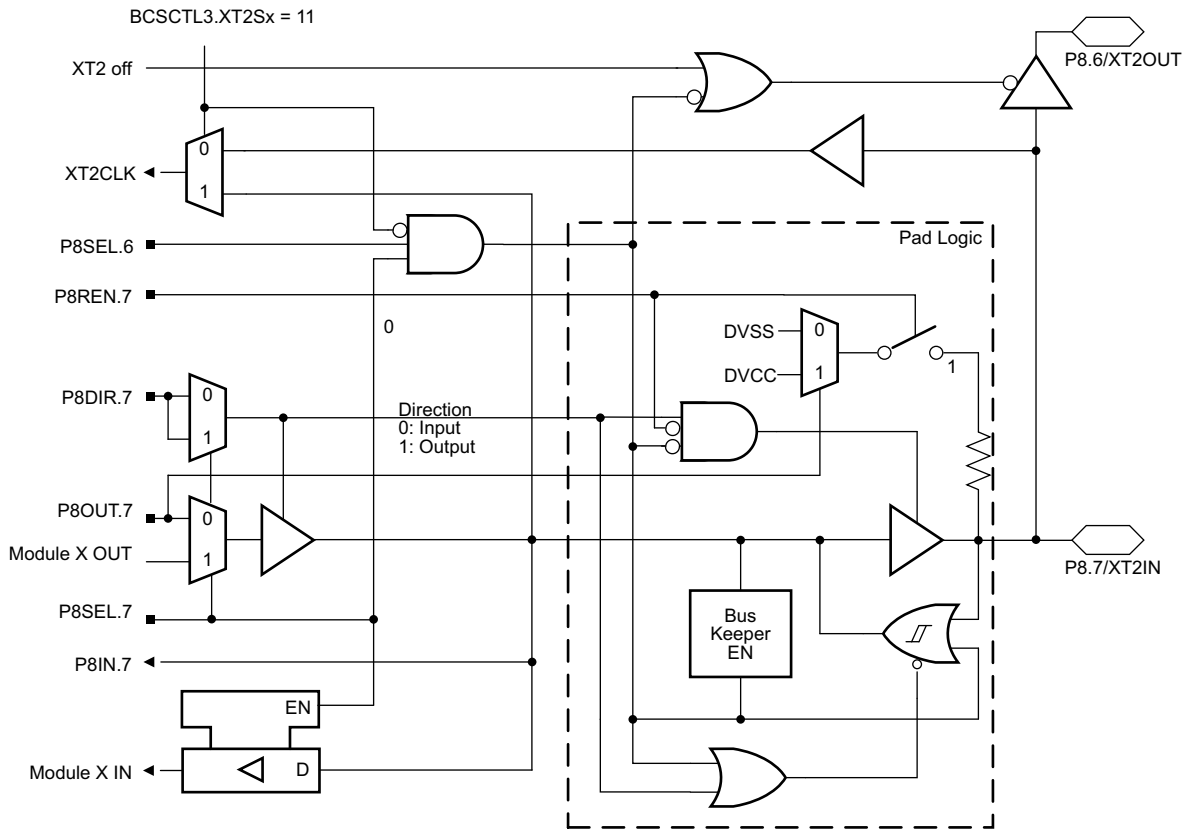 BCSCTL3.XT2Sx = 11
P8.6/XT2OUT
XT2 off
0
XT2CLK
1
P8SEL.6
Pad Logic
P8REN.7
0
DVSS
0
DVCC
1
1
P8DIR.7
0
1
Direction
0: Input
1: Output
P8OUT.7
0
Module X OUT
1
P8.7/XT2IN
P8SEL.7
Bus
Keeper
EN
P8IN.7
EN
Module X IN
D